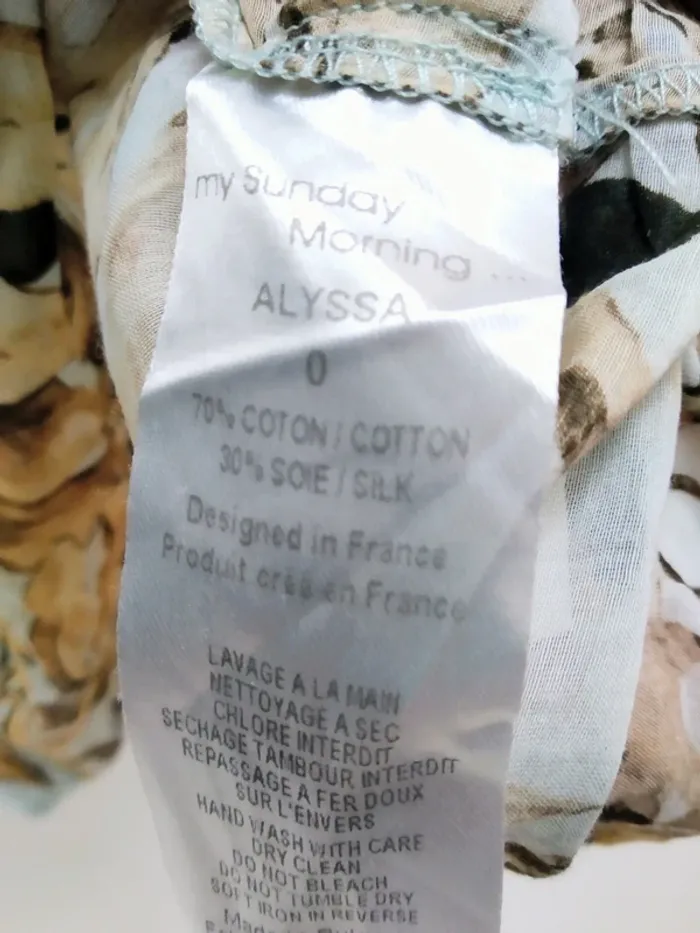 my Sunday
Morning ...
ALYSSA
0
70% COTON / COTTON
30% SOIE / SILK
Designed in France
Produit créé en France
LAVAGE A LA MAIN
NETTOYAGE A SEC
CHLORE INTERDIT
SECHAGE TAMBOUR INTERDIT
REPASSAGE A FER DOUX
SUR L'ENVERS
HAND WASH WITH CARE
DRY CLEAN
DO NOT BLEACH
DO NOT TUMBLE DRY
SOFT IRON IN REVERSE